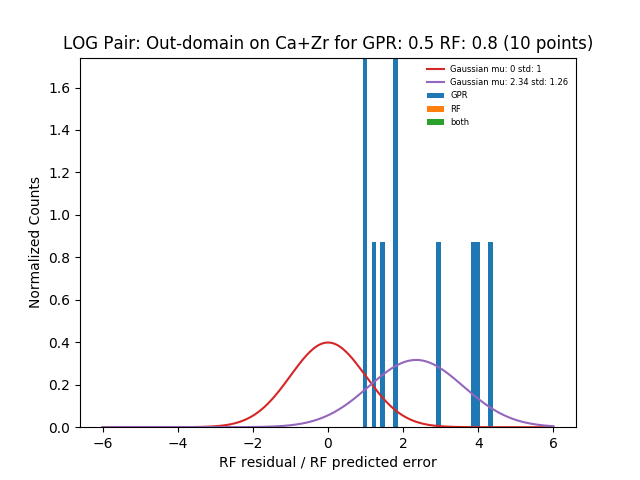 LOG Pair: Out-domain on Ca+Zr for GPR: 0.5 RF: 0.8 (10 points)
Gaussian mu: 0 std: 1
Gaussian mu: 2.34 std: 1.26
GPR
RF
both
Normalized Counts
1.6
1.4
1.2
1.0
0.8
0.6
0.4
0.2
0.0
−6 −4 −2 0 2 4 6
RF residual / RF predicted error